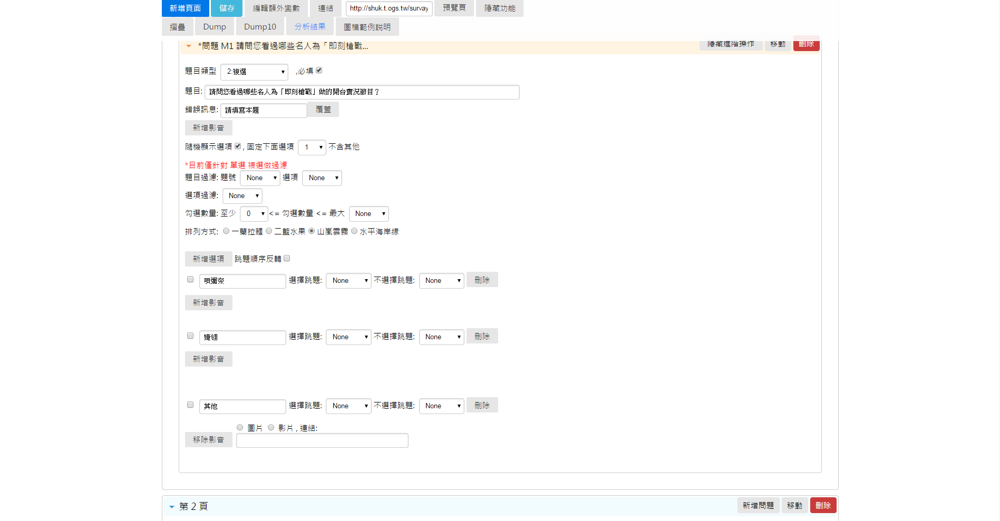 新增頁面 儲存 編輯額外變數 連結 http://shuk.t.ogs.tw/survay 預覽頁 隱藏功能
摺疊 Dump Dump10 分析結果 圖檔範例說明
*問題 M1 請問您看過哪些名人為「即刻槍戰... 隱藏進階操作 移動 刪除
題目類型 2:複選 ,必填
題目: 請問您看過哪些名人為「即刻槍戰」做的開台實況節目？
錯誤訊息: 請填寫本題 覆蓋
新增影音
隨機顯示選項 , 固定下面選項 1 不含其他
*目前僅針對 單選 複選做過濾
題目過濾: 題號 None 選項 None
選項過濾: None
勾選數量: 至少 0 <= 勾選數量 <= 最大 None
排列方式: 一蘭拉麵 二籃水果 山嵐雲霧 水平海岸線
新增選項 跳題順序反轉
唄彌奈 選擇跳題: None 不選擇跳題: None 刪除
新增影音
婕翎 選擇跳題: None 不選擇跳題: None 刪除
新增影音
其他 選擇跳題: None 不選擇跳題: None 刪除
圖片 影片 , 連結:
移除影音
第 2 頁 新增問題 移動 刪除